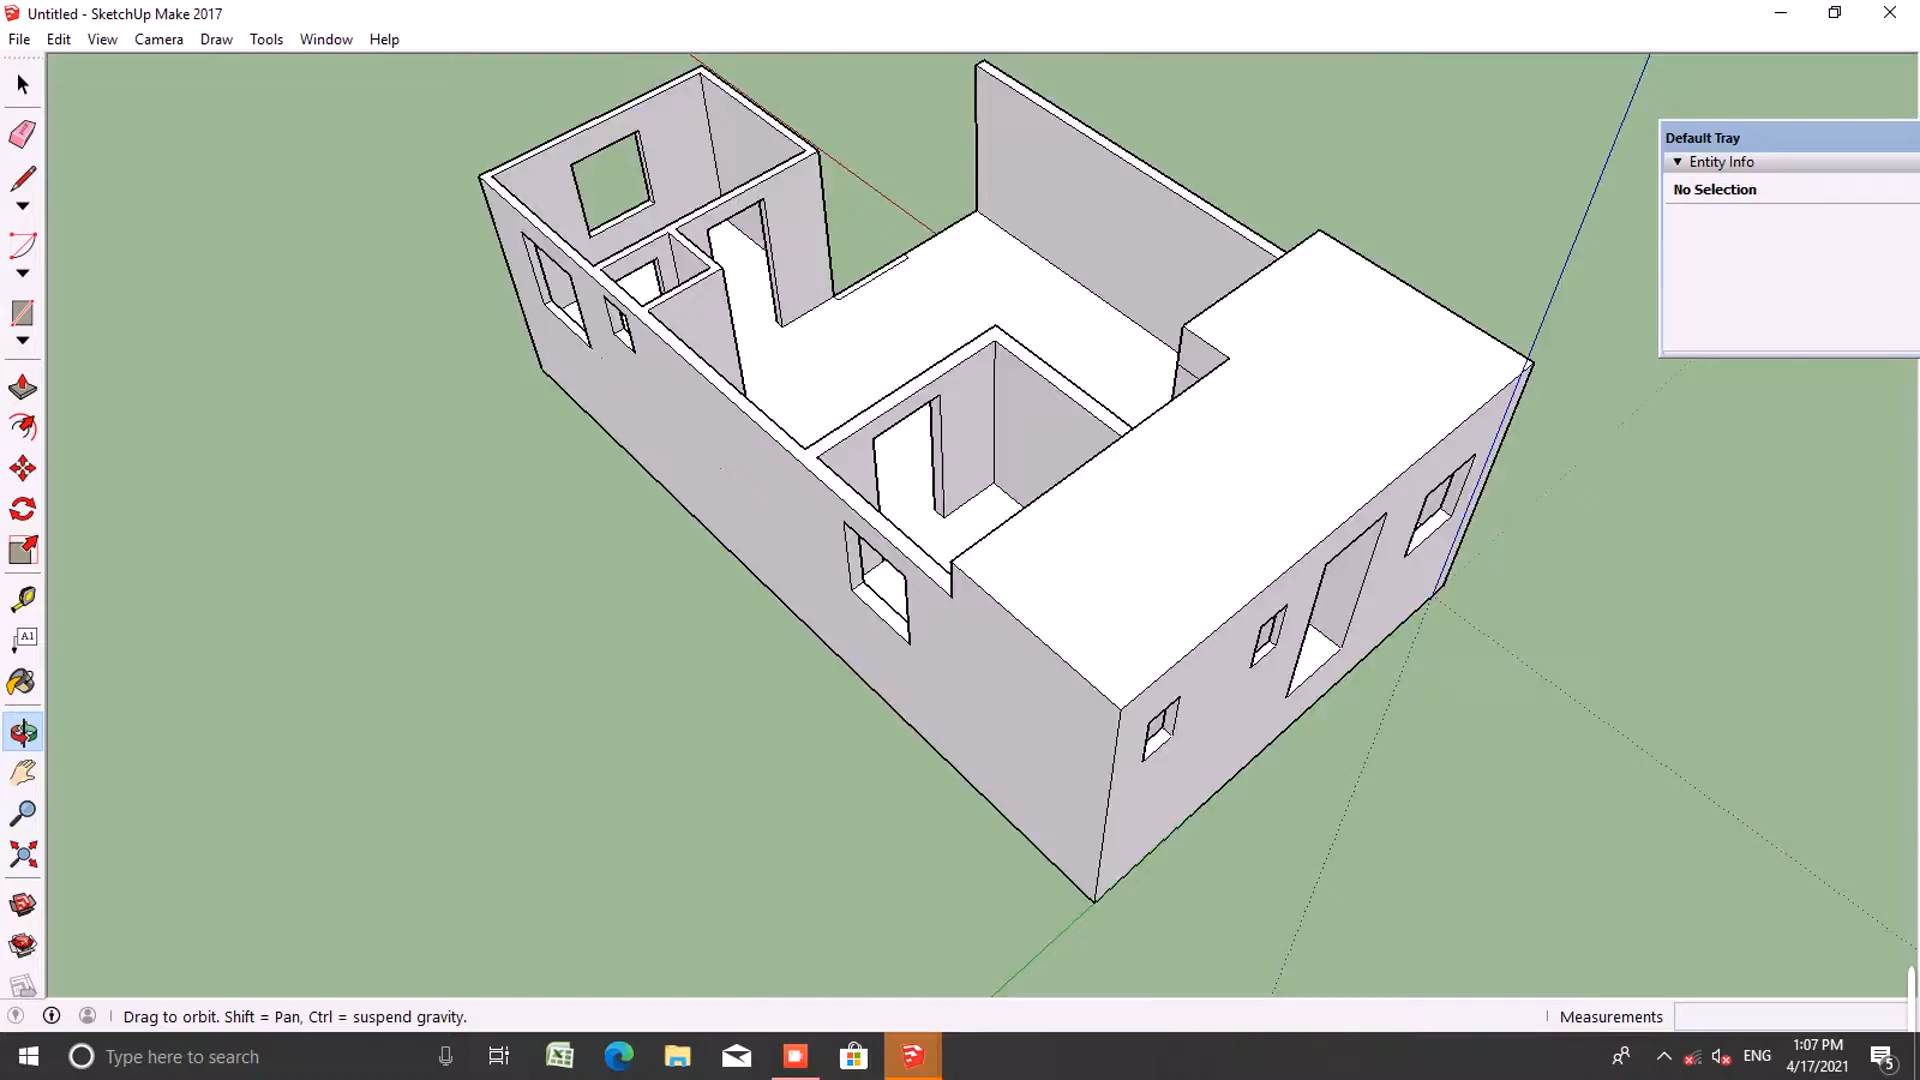 Untitled - SketchUp Make 2017
File Edit View Camera Draw Tools Window Help
Default Tray
Entity Info
No Selection
A1
Drag to orbit. Shift = Pan, Ctrl = suspend gravity.
Measurements
Type here to search
ENG
1:07 PM
4/17/2021
5